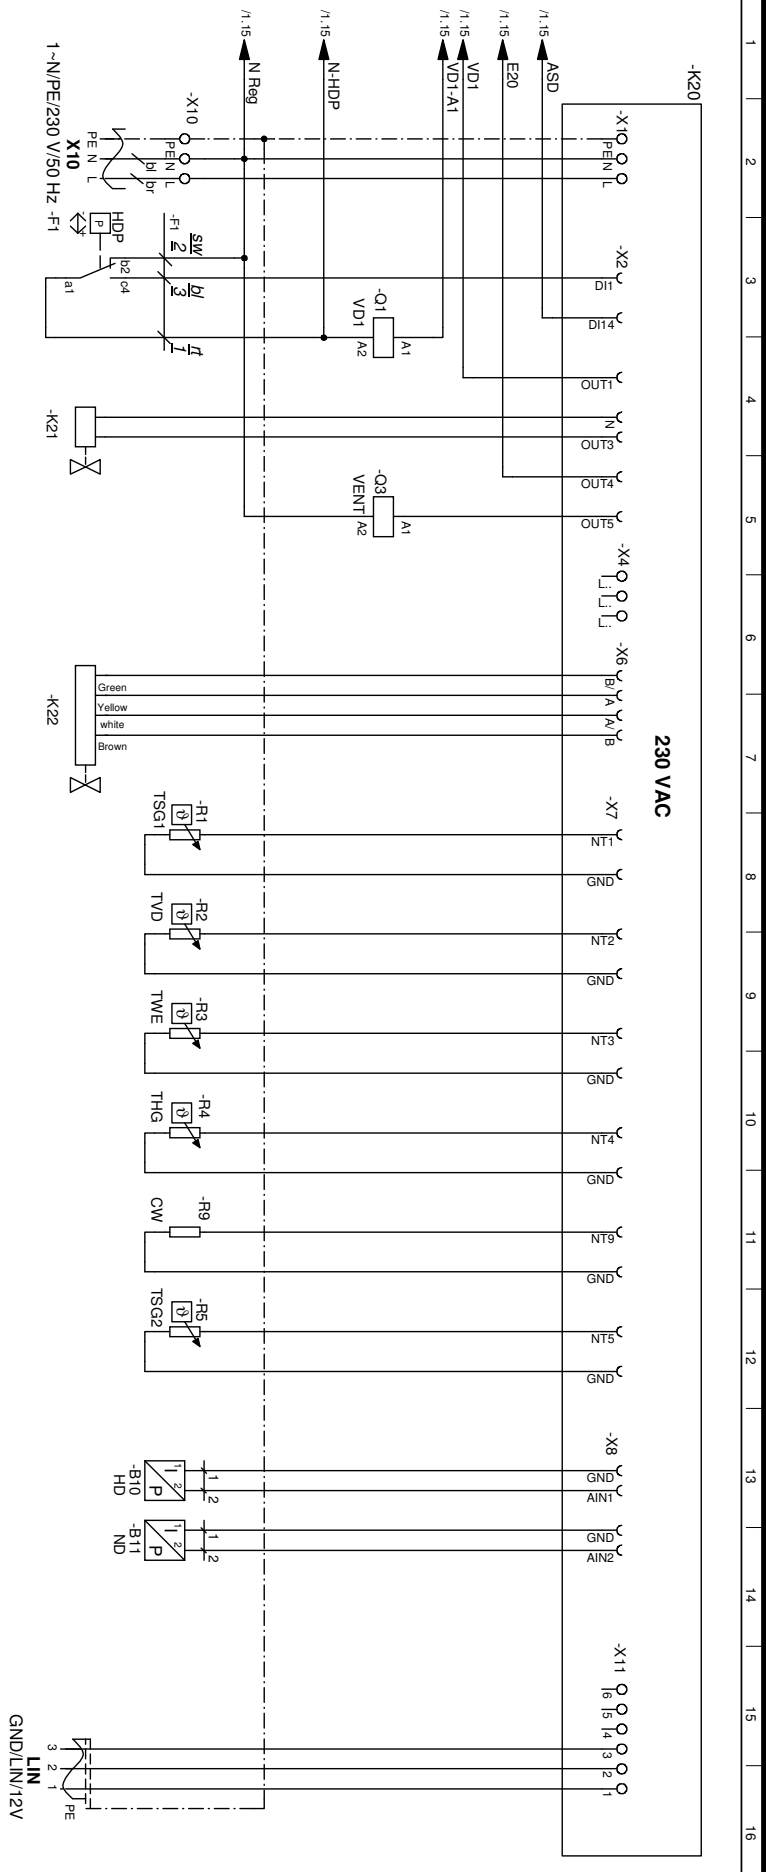 1 2 3 4 5 6 7 8 9 10 11 12 13 14 15 16
-K20
230 VAC
-X1 -X2 -X4 -X6 -X7 -X8 -X11
PE N L DI1 DI14 OUT1 N OUT3 OUT4 OUT5 L: L: L: B/ A A/ B NT1 GND NT2 GND NT3 GND NT4 GND NT9 GND NT5 GND GND AIN1 GND AIN2 6 5 4 3 2 1
/1.15 ASD
/1.15 E20
/1.15 VD1
/1.15 VD1-A1
/1.15 N-HDP
/1.15 N Reg
-Q1
VD1
A1
A2
-Q3
VENT
A1
A2
-X10
PE N L
-F1
sw
2
bl
3
rt
1
-R1
ϑ
TSG1
-R2
ϑ
TVD
-R3
ϑ
TWE
-R4
ϑ
THG
-R9
CW
-R5
ϑ
TSG2
1 2
1 2
I
P
-B10
HD
1 2
1 2
I
P
-B11
ND
bl
br
PE N L
X10
1~N/PE/230 V/50 Hz
HDP
P
-F1
b2 c4
a1
-K21
Green
Yellow
white
Brown
-K22
3 2 1 PE
LIN
GND/LIN/12V